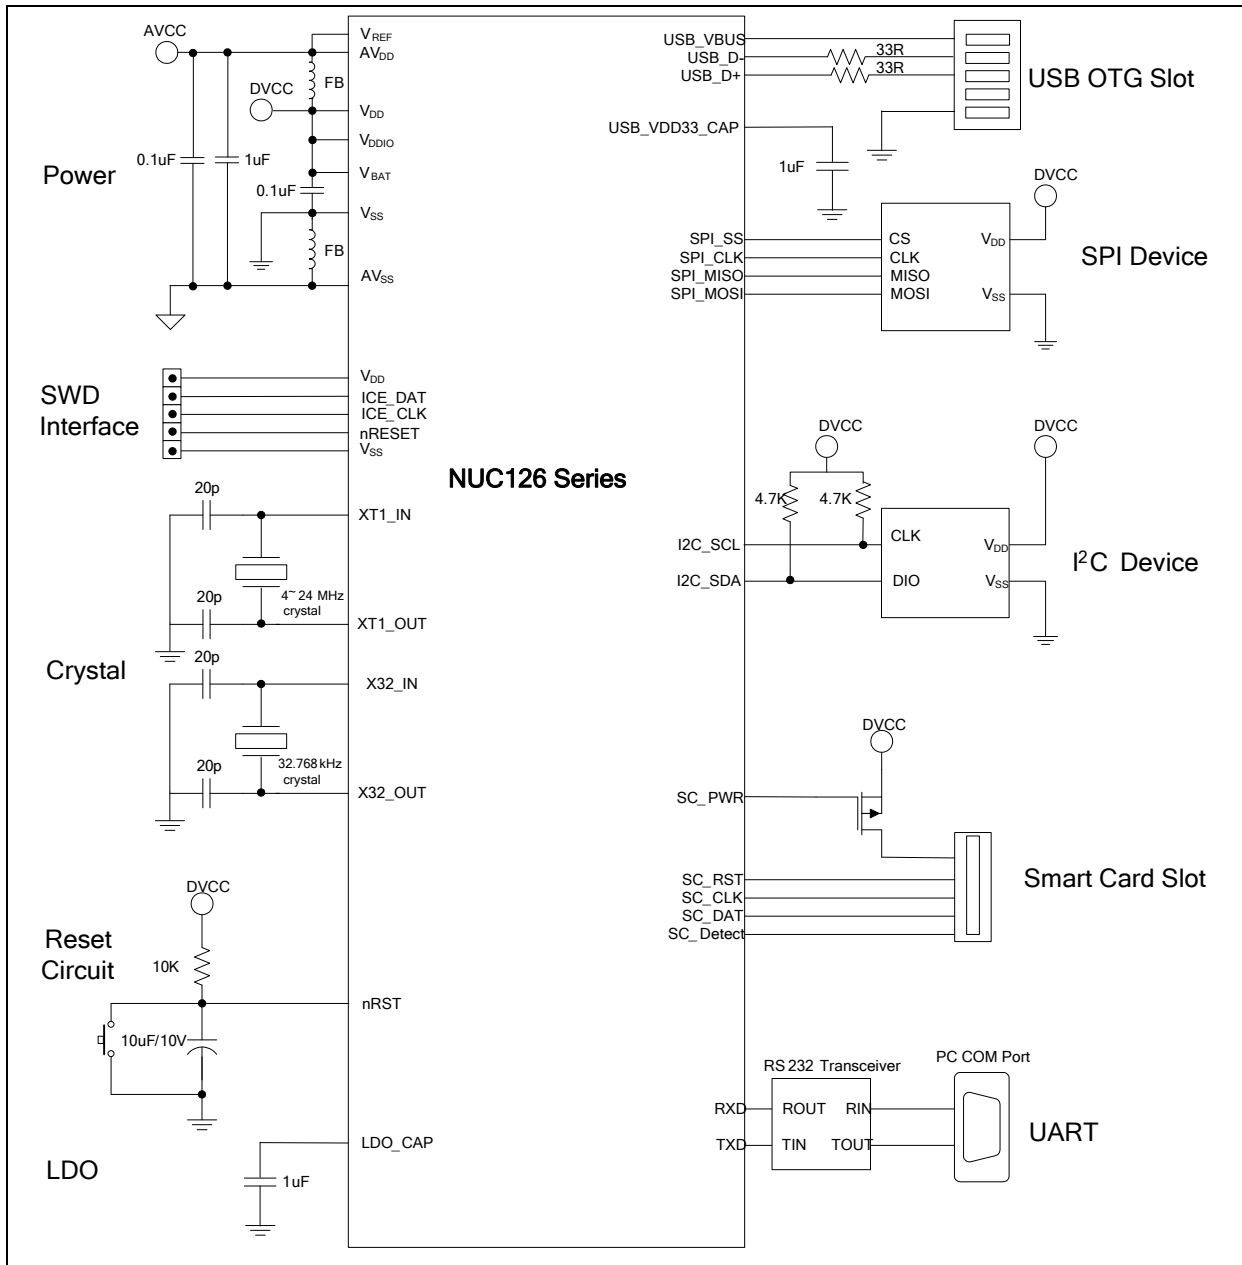 AVCC
VREF
AVDD
FB
DVCC
VDD
VDDIO
0.1uF
1uF
VBAT
0.1uF
VSS
FB
AVSS
Power
USB_VBUS
USB_D-
33R
USB_D+
33R
USB OTG Slot
USB_VDD33_CAP
1uF
DVCC
SPI_SS
CS
VDD
SPI_CLK
CLK
SPI_MISO
MISO
SPI_MOSI
MOSI
VSS
SPI Device
SWD
Interface
VDD
ICE_DAT
ICE_CLK
nRESET
VSS
NUC126 Series
DVCC
DVCC
4.7K
4.7K
I2C_SCL
CLK
VDD
I2C_SDA
DIO
VSS
I2C Device
20p
XT1_IN
4~24 MHz
crystal
20p
XT1_OUT
Crystal
20p
X32_IN
32.768kHz
crystal
20p
X32_OUT
DVCC
SC_PWR
SC_RST
SC_CLK
SC_DAT
SC_Detect
Smart Card Slot
DVCC
Reset
Circuit
10K
nRST
10uF/10V
LDO_CAP
1uF
LDO
RS232 Transceiver
PC COM Port
RXD
ROUT
RIN
TXD
TIN
TOUT
UART